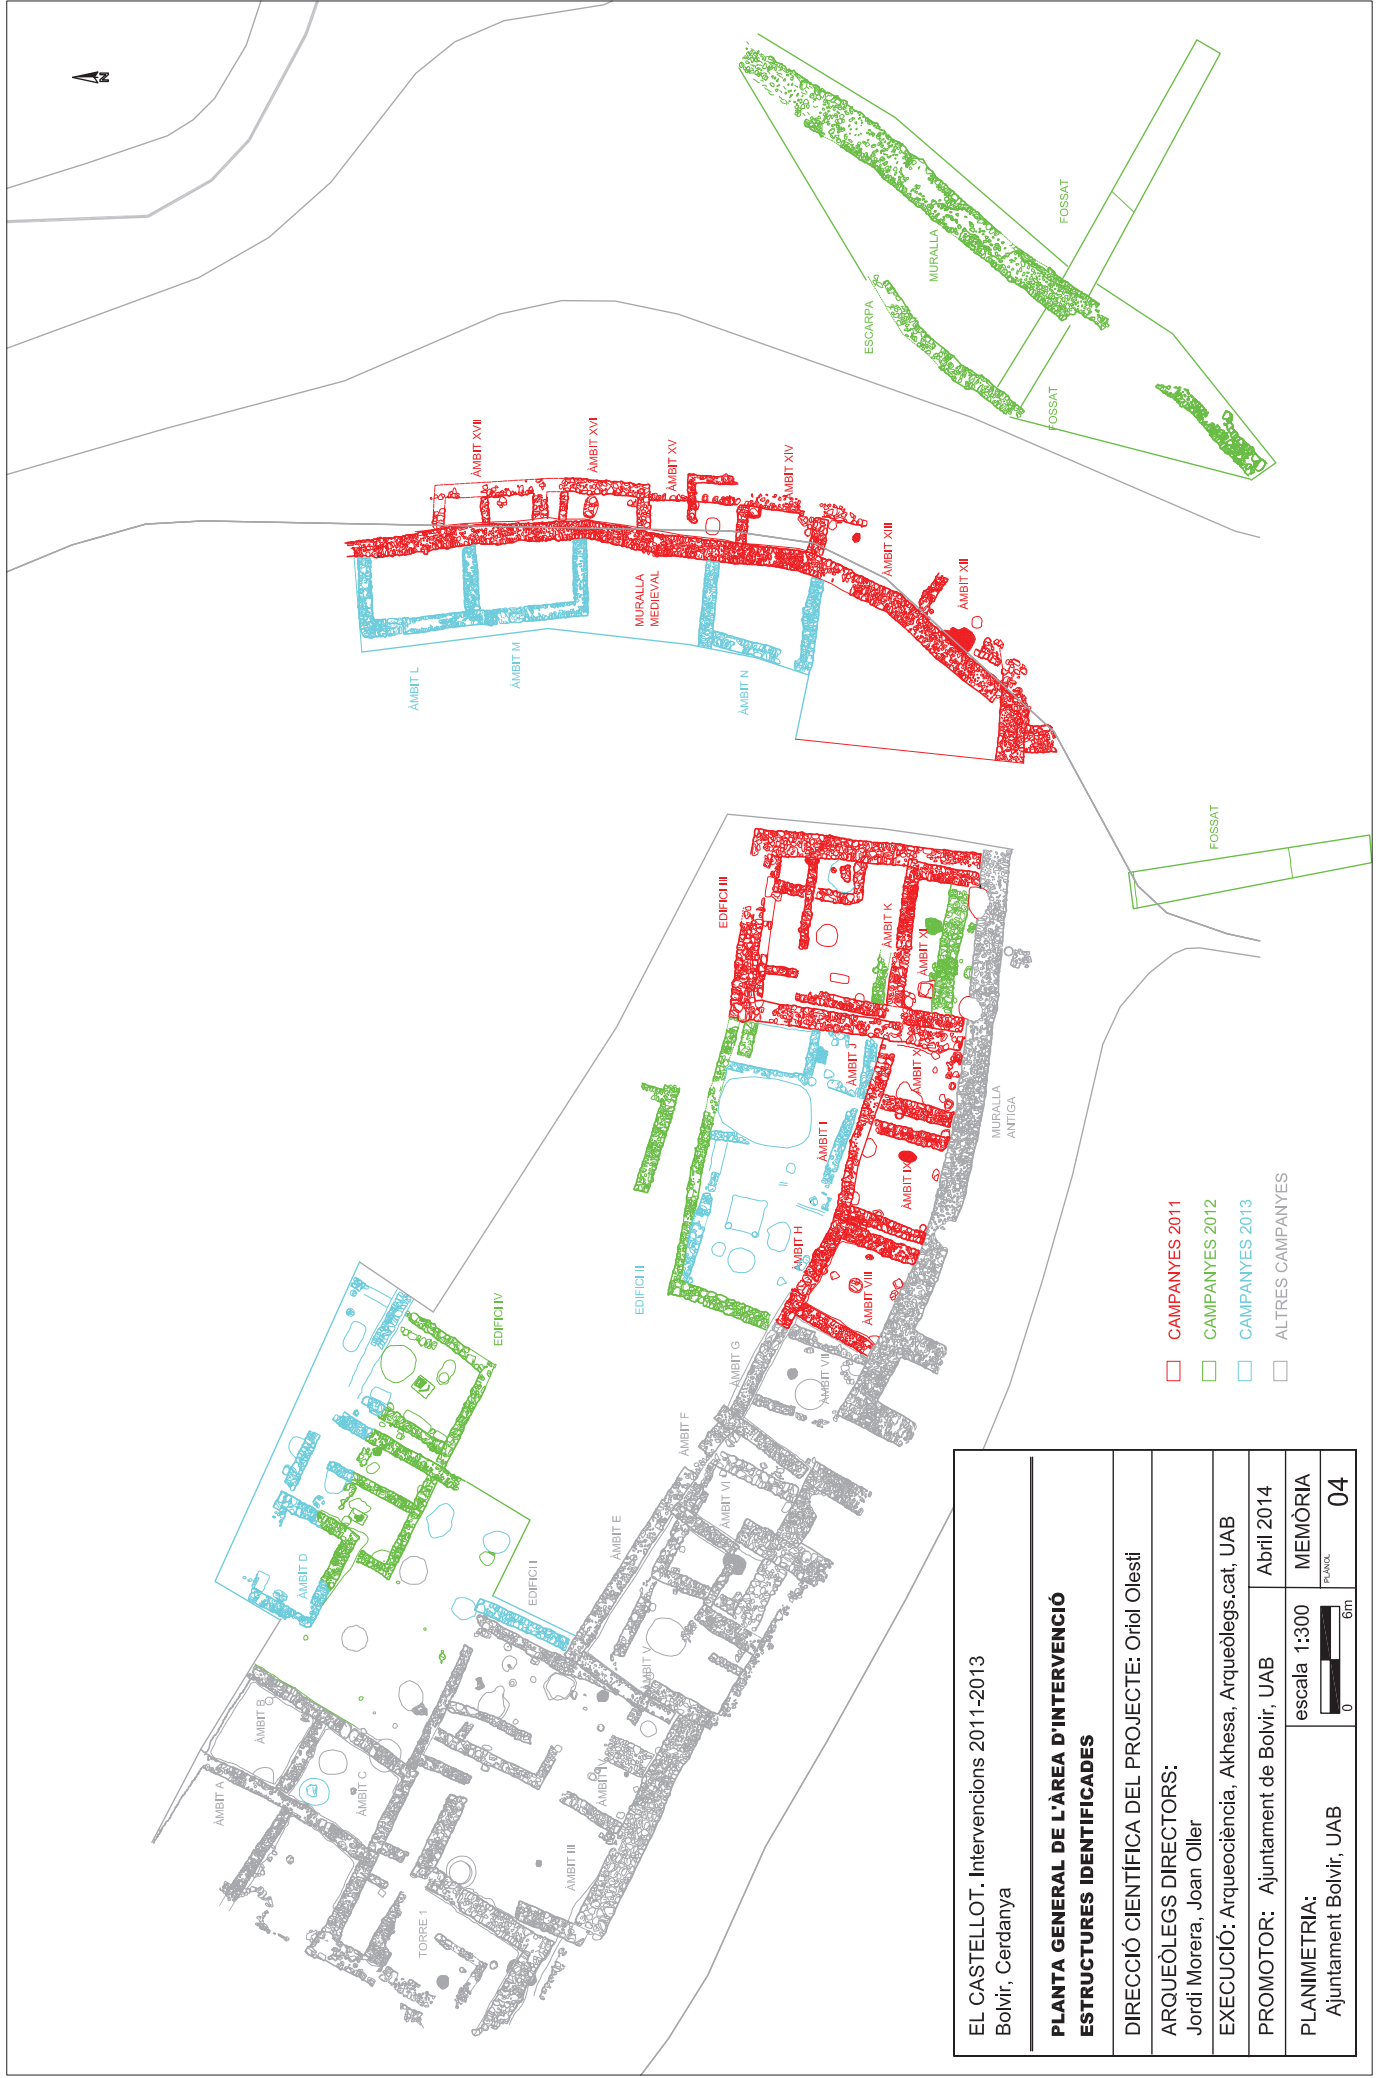 N
ÀMBIT XVII
ÀMBIT XVI
ÀMBIT XV
ÀMBIT XIV
ÀMBIT XIII
ÀMBIT XII
MURALLA
MEDIEVAL
ÀMBIT L
ÀMBIT M
ÀMBIT N
ESCARPA
MURALLA
FOSSAT
FOSSAT
FOSSAT
EDIFICI III
ÀMBIT K
ÀMBIT XI
ÀMBIT J
ÀMBIT X
ÀMBIT I
ÀMBIT IX
ÀMBIT H
ÀMBIT VIII
MURALLA
ANTIGA
EDIFICI II
EDIFICI IV
ÀMBIT G
ÀMBIT VII
ÀMBIT F
ÀMBIT VI
ÀMBIT E
ÀMBIT V
EDIFICI I
ÀMBIT D
ÀMBIT B
ÀMBIT A
ÀMBIT C
ÀMBIT IV
ÀMBIT III
TORRE 1
CAMPANYES 2011
CAMPANYES 2012
CAMPANYES 2013
ALTRES CAMPANYES
EL CASTELLOT. Intervencions 2011-2013
Bolvir, Cerdanya
PLANTA GENERAL DE L'ÀREA D'INTERVENCIÓ
ESTRUCTURES IDENTIFICADES
DIRECCIÓ CIENTÍFICA DEL PROJECTE: Oriol Olesti
ARQUEÒLEGS DIRECTORS:
Jordi Morera, Joan Oller
EXECUCIÓ: Arqueociència, Akhesa, Arqueòlegs.cat, UAB
PROMOTOR: Ajuntament de Bolvir, UAB
Abril 2014
PLANIMETRIA:
Ajuntament Bolvir, UAB
escala 1:300
0 6m
MEMÒRIA
PLÀNOL
04